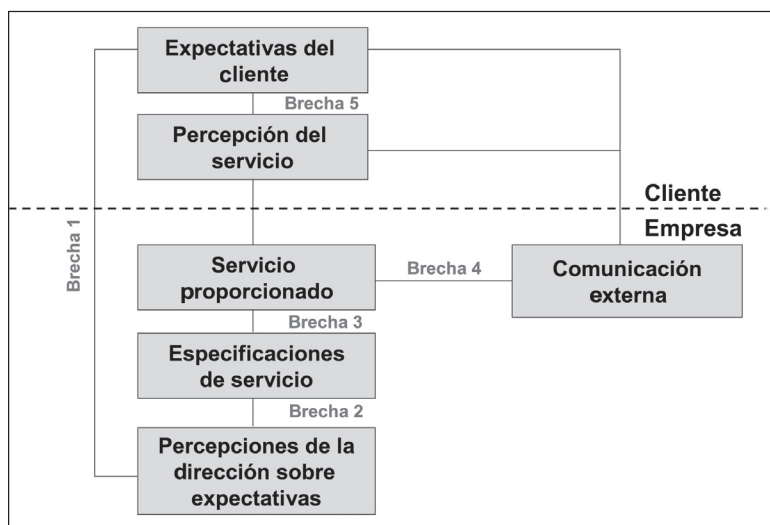 Expectativas del
cliente
Brecha 5
Percepción del
servicio
Cliente
Empresa
Brecha 1
Servicio
proporcionado
Brecha 4
Comunicación
externa
Brecha 3
Especificaciones
de servicio
Brecha 2
Percepciones de la
dirección sobre
expectativas